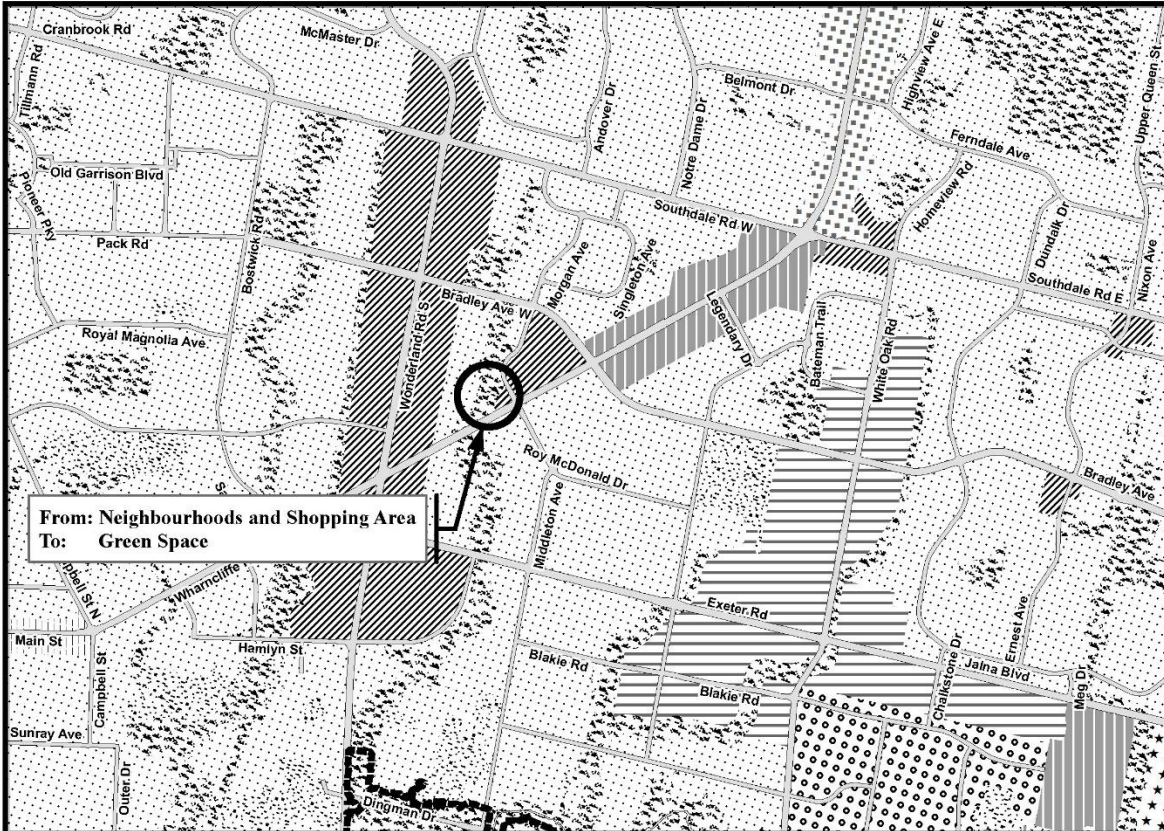 Cranbrook Rd
McMaster Dr
Tillmann Rd
Andover Dr
Belmont Dr
Highview Ave E
Upper Queen St
Notre Dame Dr
Ferndale Ave
Old Garrison Blvd
Pioneer Pky
Homeview Rd
Southdale Rd W
Dundalk Dr
Pack Rd
Bostwick Rd
Morgan Ave
Singleton Ave
Nixon Ave
Southdale Rd E
Bradley Ave W
Legendary Dr
Wonderland Rd S
Bateman Trail
White Oak Rd
Royal Magnolia Ave
Roy McDonald Dr
Bradley Ave
Middleton Ave
From: Neighbourhoods and Shopping Area
To: Green Space
Wharncliffe
Exeter Rd
Main St
Hamlyn St
Ernest Ave
Campbell St
Blakie Rd
Blakie Rd
Chalkstone Dr
Jalna Blvd
Meg Dr
Sunray Ave
Outer Dr
Dingman Dr